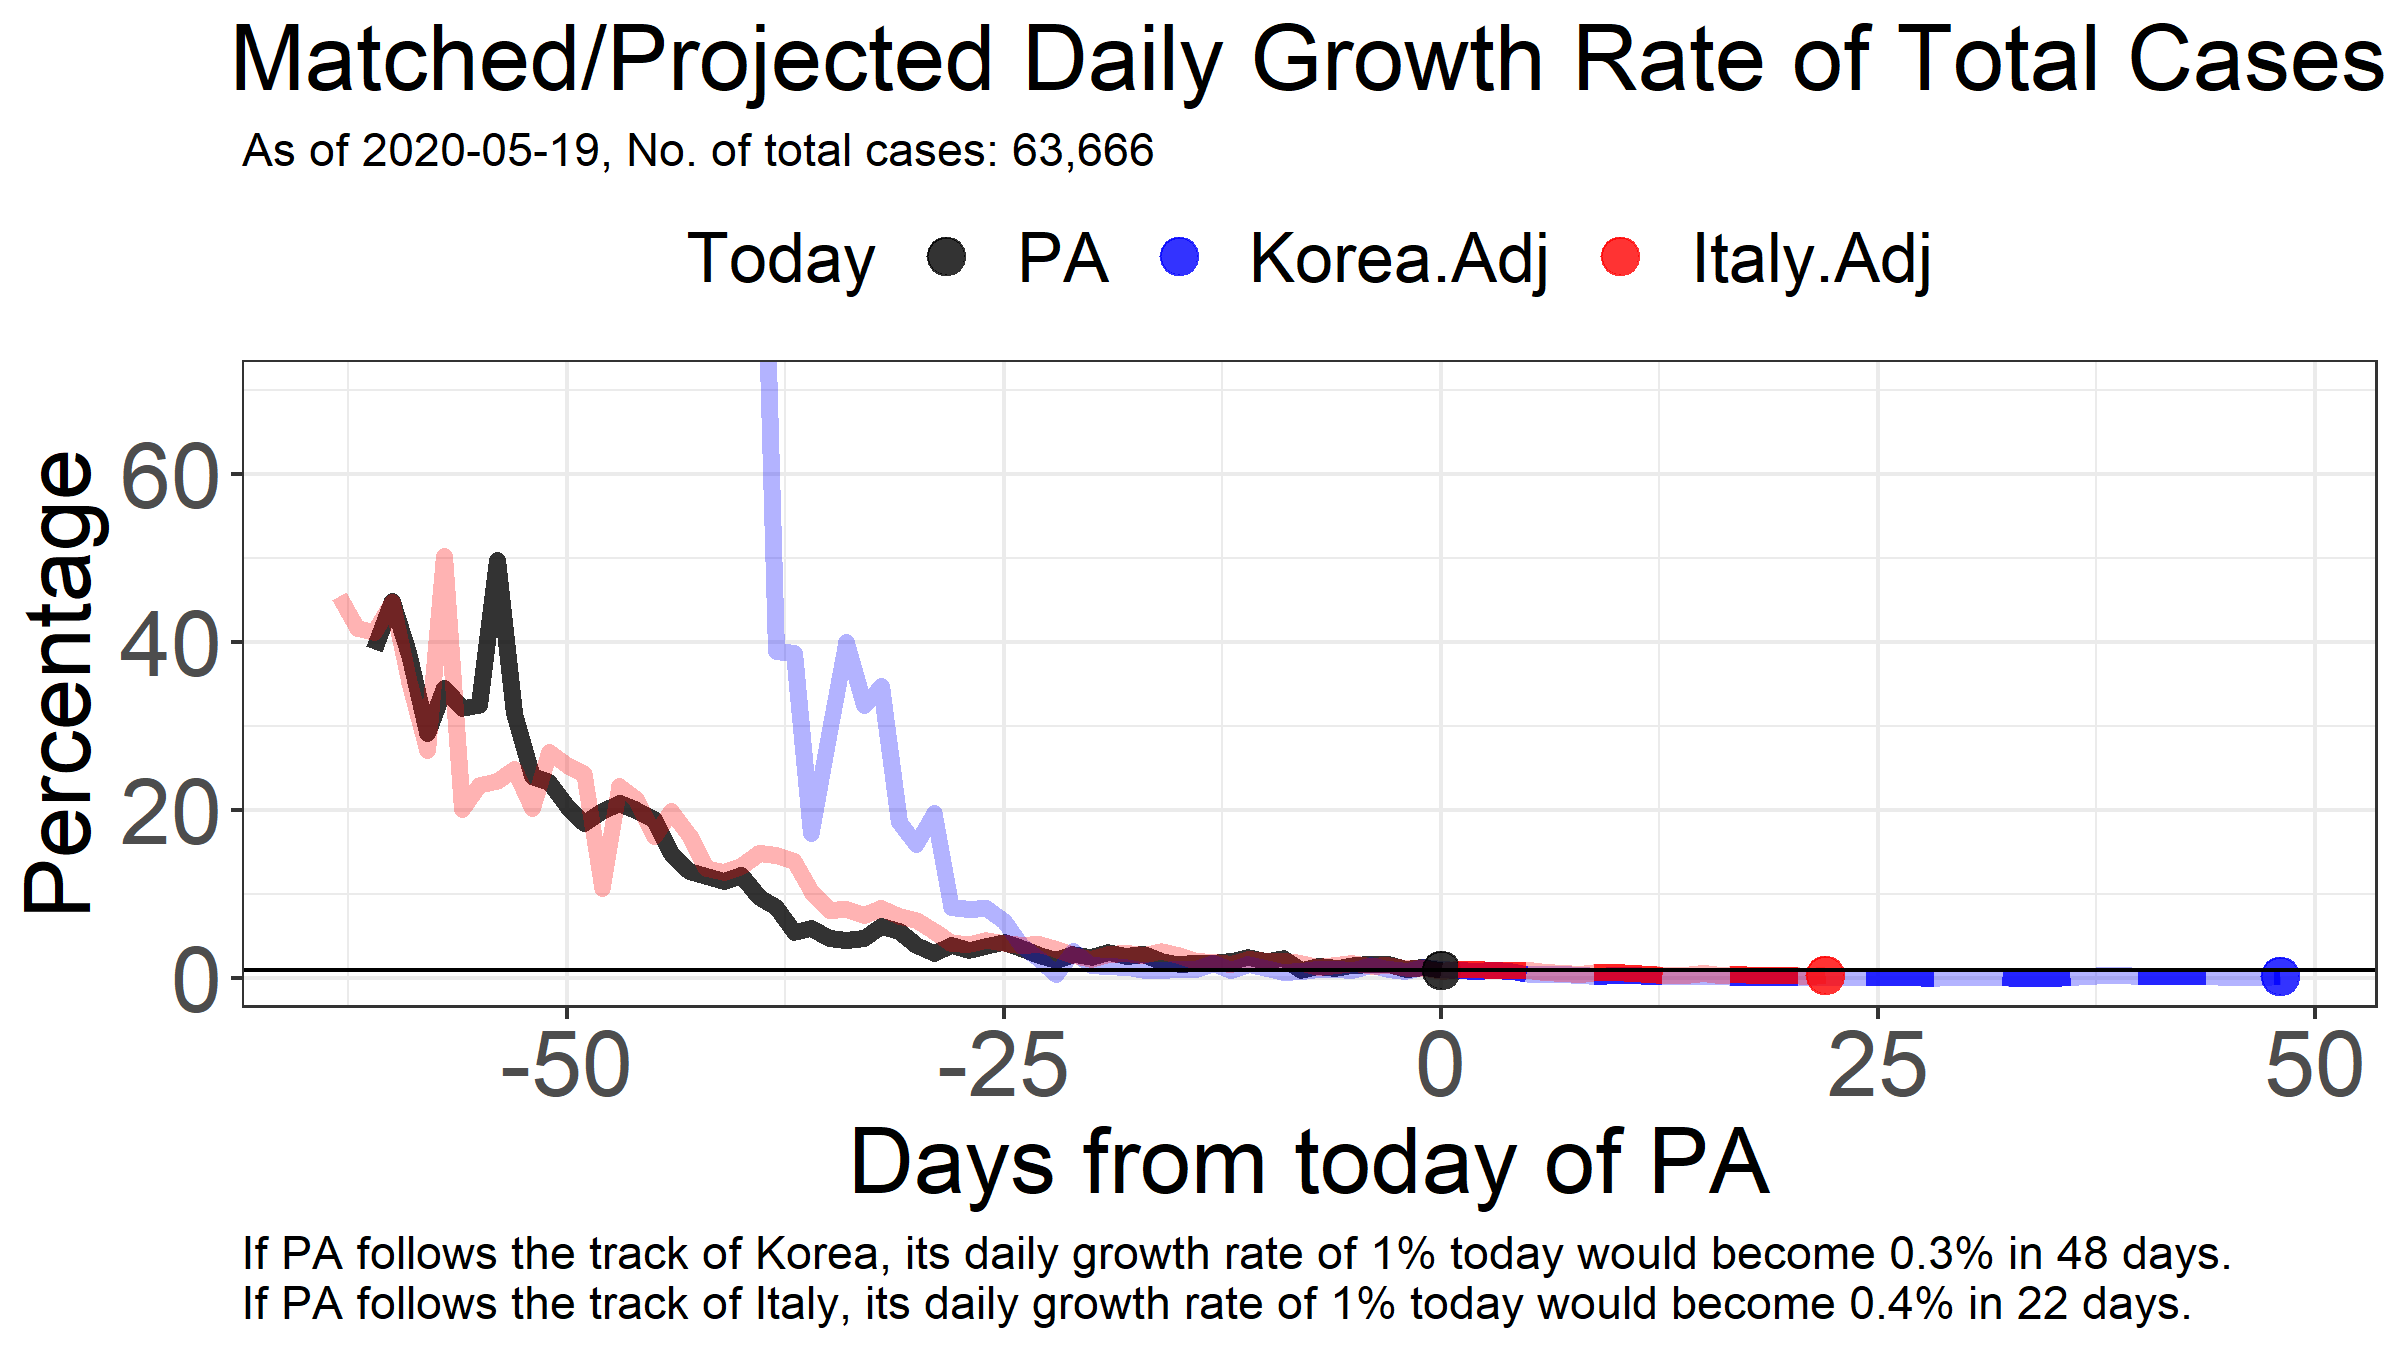 Matched/Projected Daily Growth Rate of Total Cases
As of 2020-05-19, No. of total cases: 63,666
Today PA Korea.Adj Italy.Adj
Percentage
60
40
20
0
-50 -25 0 25 50
Days from today of PA
If PA follows the track of Korea, its daily growth rate of 1% today would become 0.3% in 48 days.
If PA follows the track of Italy, its daily growth rate of 1% today would become 0.4% in 22 days.